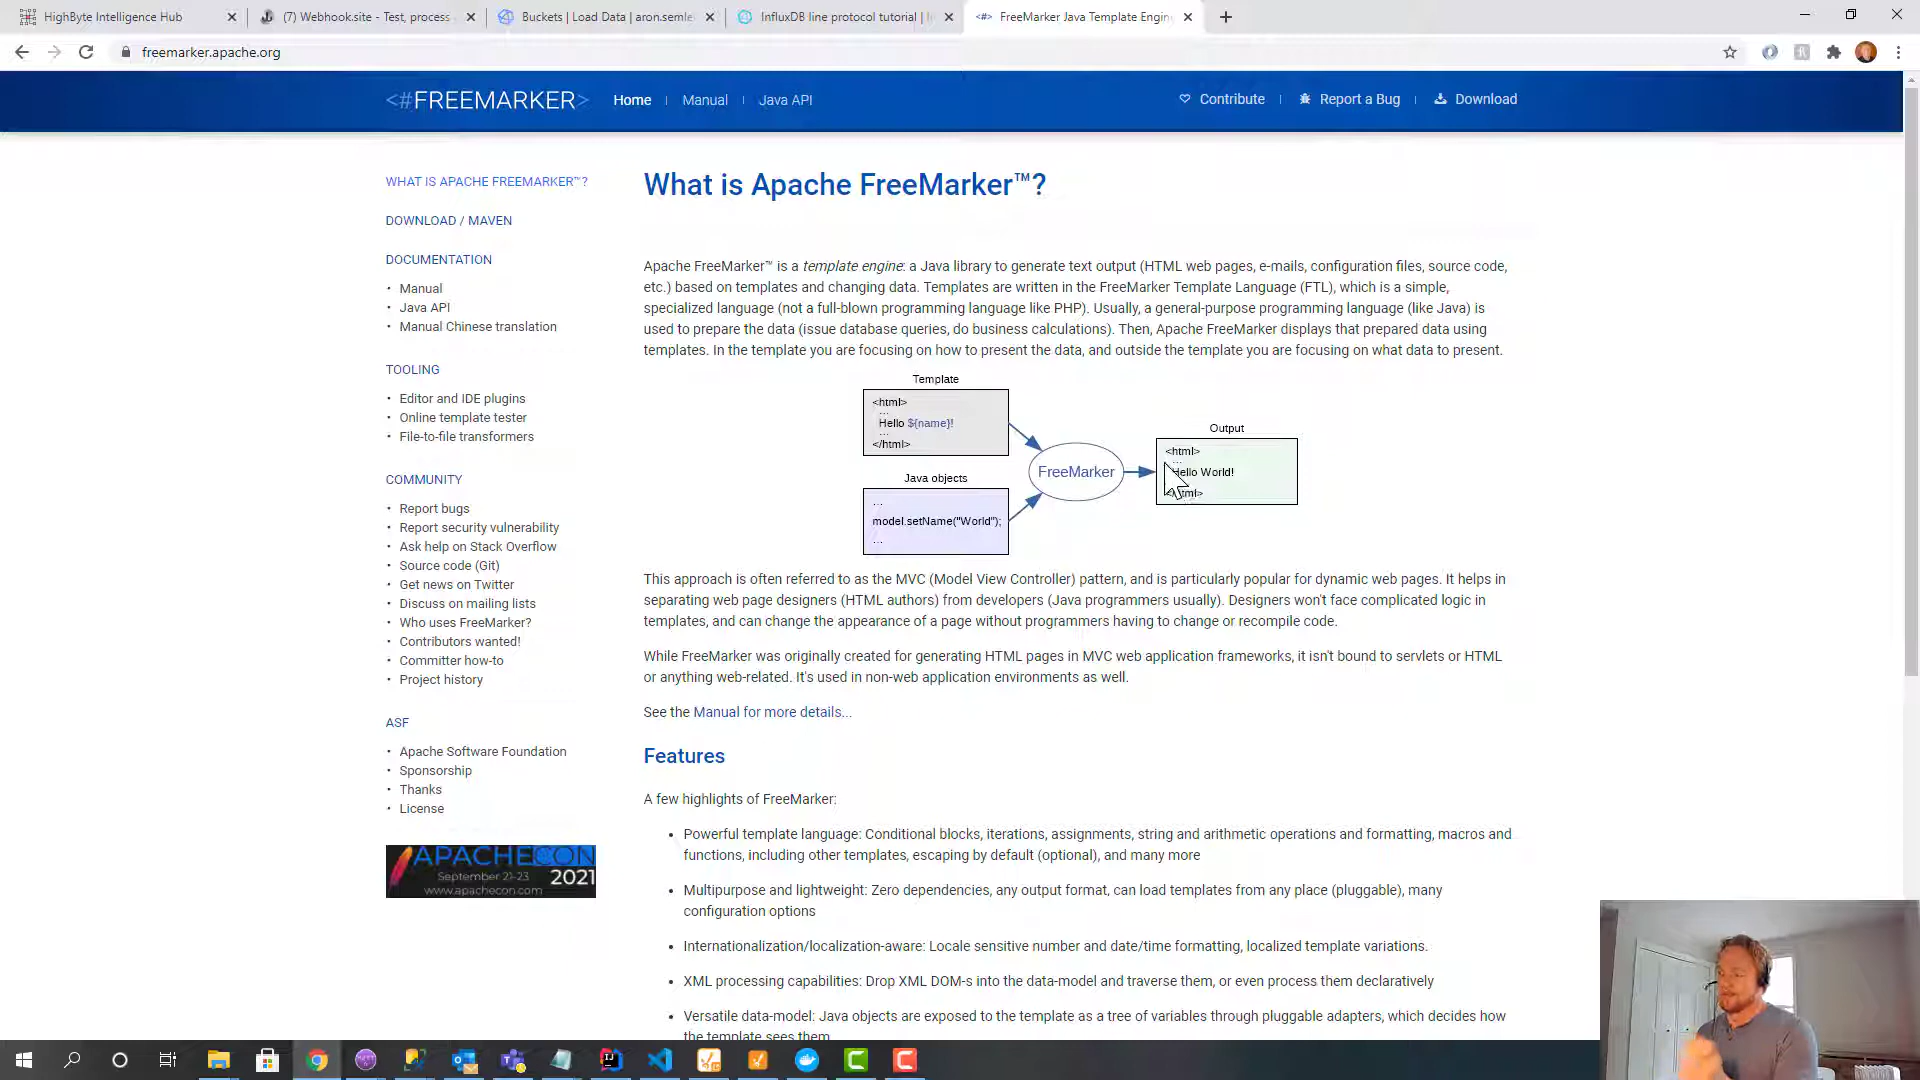 HighByte Intelligence Hub
(7) Webhook.site - Test, process
Buckets | Load Data | aron.semle
InfluxDB line protocol tutorial |
FreeMarker Java Template Engin
freemarker.apache.org
<#FREEMARKER>
Home
Manual
Java API
Contribute
Report a Bug
Download
WHAT IS APACHE FREEMARKER™?
DOWNLOAD / MAVEN
DOCUMENTATION
Manual
Java API
Manual Chinese translation
TOOLING
Editor and IDE plugins
Online template tester
File-to-file transformers
COMMUNITY
Report bugs
Report security vulnerability
Ask help on Stack Overflow
Source code (Git)
Get news on Twitter
Discuss on mailing lists
Who uses FreeMarker?
Contributors wanted!
Committer how-to
Project history
ASF
Apache Software Foundation
Sponsorship
Thanks
License
APACHECON
September 21-23
2021
www.apachecon.com
What is Apache FreeMarker™?
Apache FreeMarker™ is a template engine: a Java library to generate text output (HTML web pages, e-mails, configuration files, source code,
etc.) based on templates and changing data. Templates are written in the FreeMarker Template Language (FTL), which is a simple,
specialized language (not a full-blown programming language like PHP). Usually, a general-purpose programming language (like Java) is
used to prepare the data (issue database queries, do business calculations). Then, Apache FreeMarker displays that prepared data using
templates. In the template you are focusing on how to present the data, and outside the template you are focusing on what data to present.
Template
<html>
...
Hello ${name}!
...
</html>
Java objects
...
model.setName("World");
...
FreeMarker
Output
<html>
...
Hello World!
</html>
This approach is often referred to as the MVC (Model View Controller) pattern, and is particularly popular for dynamic web pages. It helps in
separating web page designers (HTML authors) from developers (Java programmers usually). Designers won't face complicated logic in
templates, and can change the appearance of a page without programmers having to change or recompile code.
While FreeMarker was originally created for generating HTML pages in MVC web application frameworks, it isn't bound to servlets or HTML
or anything web-related. It's used in non-web application environments as well.
See the Manual for more details...
Features
A few highlights of FreeMarker:
Powerful template language: Conditional blocks, iterations, assignments, string and arithmetic operations and formatting, macros and
functions, including other templates, escaping by default (optional), and many more
Multipurpose and lightweight: Zero dependencies, any output format, can load templates from any place (pluggable), many
configuration options
Internationalization/localization-aware: Locale sensitive number and date/time formatting, localized template variations.
XML processing capabilities: Drop XML DOM-s into the data-model and traverse them, or even process them declaratively
Versatile data-model: Java objects are exposed to the template as a tree of variables through pluggable adapters, which decides how
the template sees them